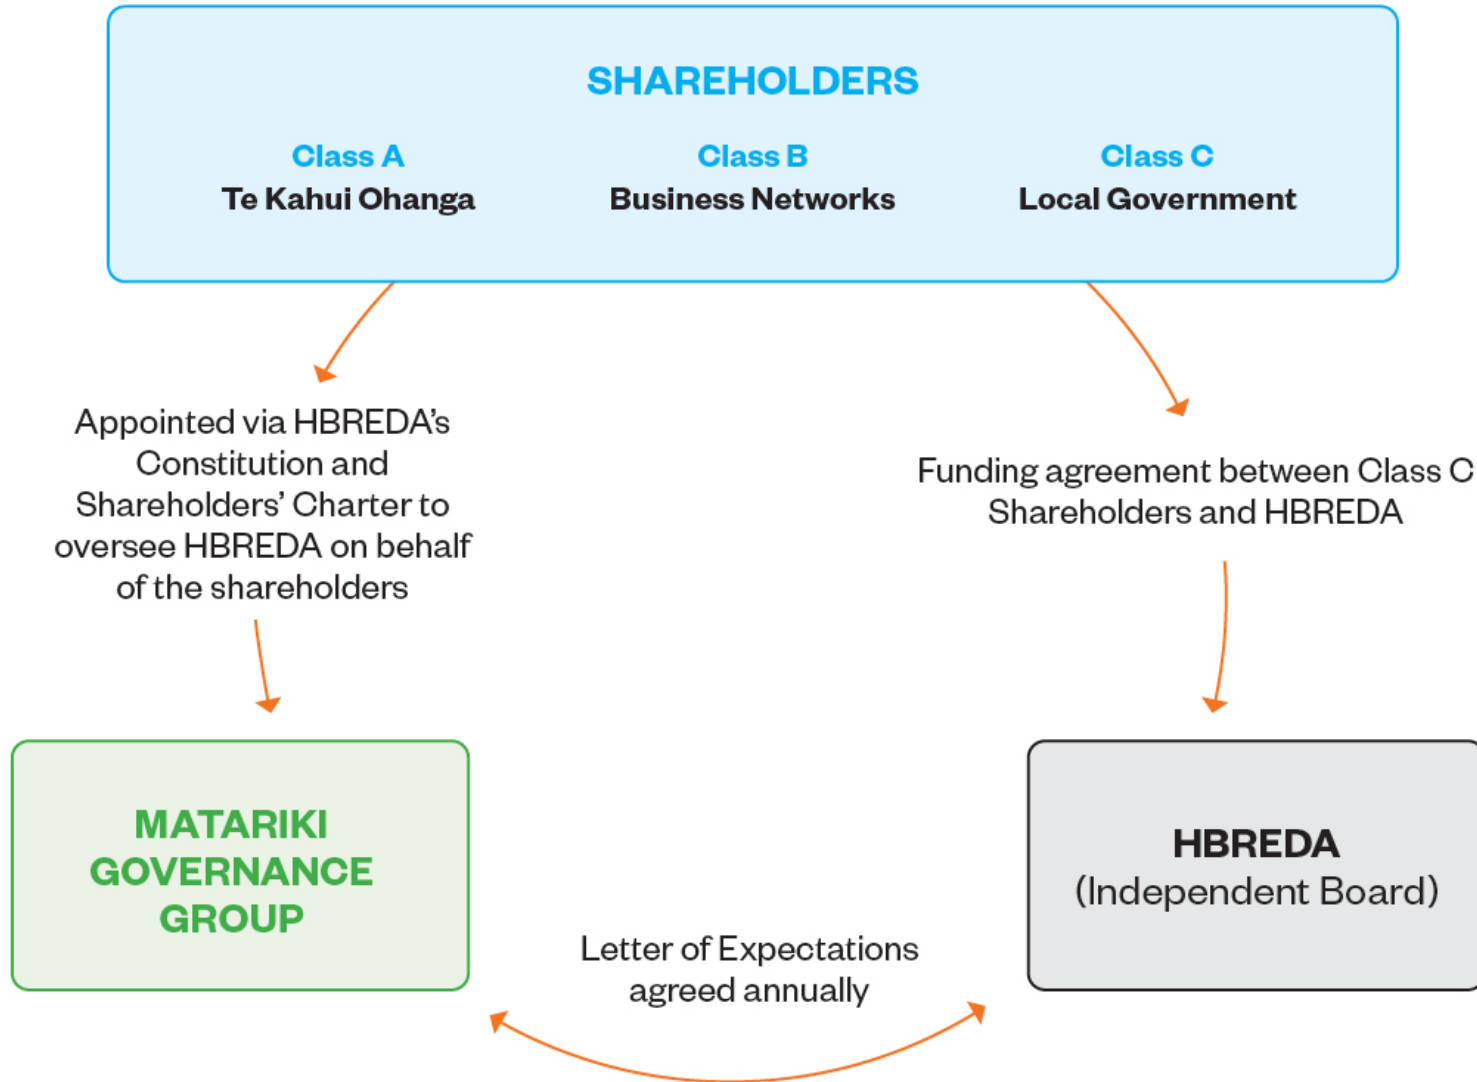 SHAREHOLDERS
Class A
Te Kahui Ohanga
Class B
Business Networks
Class C
Local Government
Appointed via HBREDA’s
Constitution and
Shareholders’ Charter to
oversee HBREDA on behalf
of the shareholders
Funding agreement between Class C
Shareholders and HBREDA
MATARIKI
GOVERNANCE
GROUP
HBREDA
(Independent Board)
Letter of Expectations
agreed annually